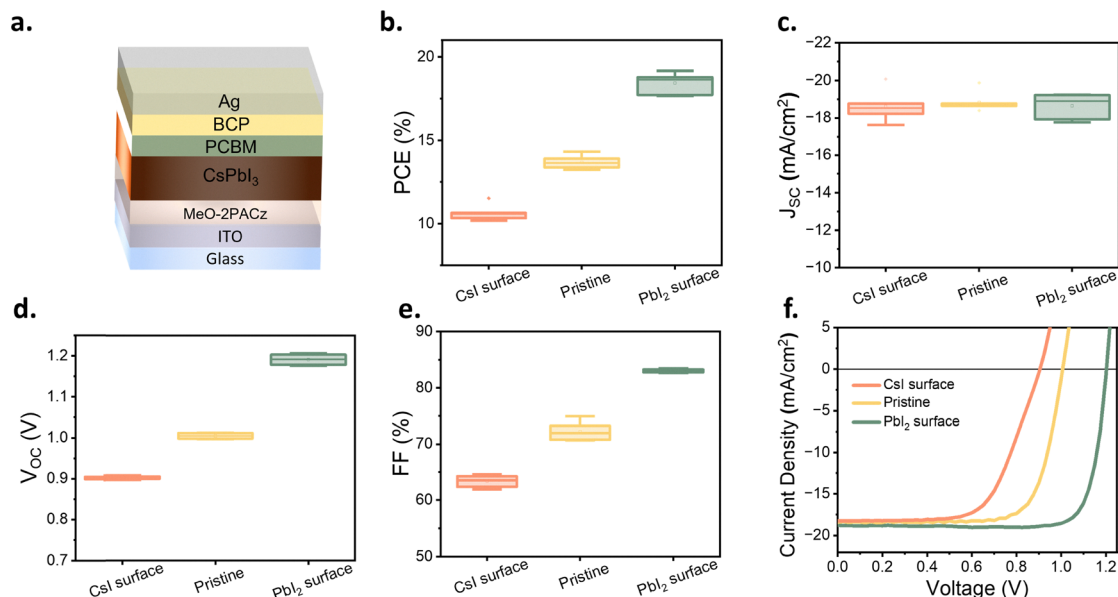 a.
Ag
BCP
PCBM
CsPbI₃
MeO-2PACz
ITO
Glass
b.
PCE (%)
20
15
10
CsI surface
Pristine
PbI₂ surface
c.
J_SC (mA/cm²)
−22
−20
−18
−16
−14
−12
−10
CsI surface
Pristine
PbI₂ surface
d.
V_OC (V)
1.2
1.1
1.0
0.9
0.8
0.7
CsI surface
Pristine
PbI₂ surface
e.
FF (%)
90
80
70
60
50
CsI surface
Pristine
PbI₂ surface
f.
Current Density (mA/cm²)
5
0
−5
−10
−15
−20
CsI surface
Pristine
PbI₂ surface
0.0
0.2
0.4
0.6
0.8
1.0
1.2
Voltage (V)